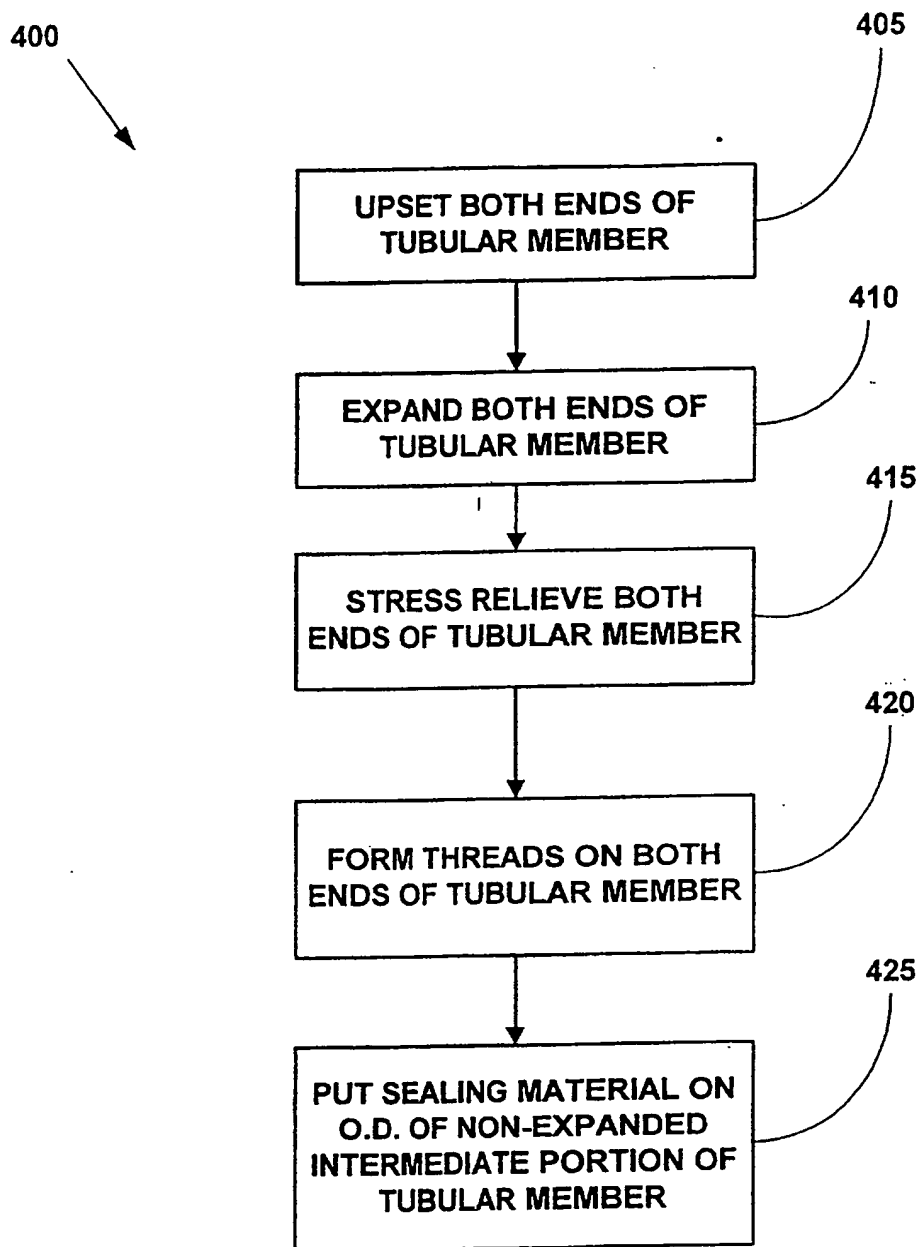 400
405
UPSET BOTH ENDS OF
TUBULAR MEMBER
410
EXPAND BOTH ENDS OF
TUBULAR MEMBER
415
STRESS RELIEVE BOTH
ENDS OF TUBULAR MEMBER
420
FORM THREADS ON BOTH
ENDS OF TUBULAR MEMBER
425
PUT SEALING MATERIAL ON
O.D. OF NON-EXPANDED
INTERMEDIATE PORTION OF
TUBULAR MEMBER